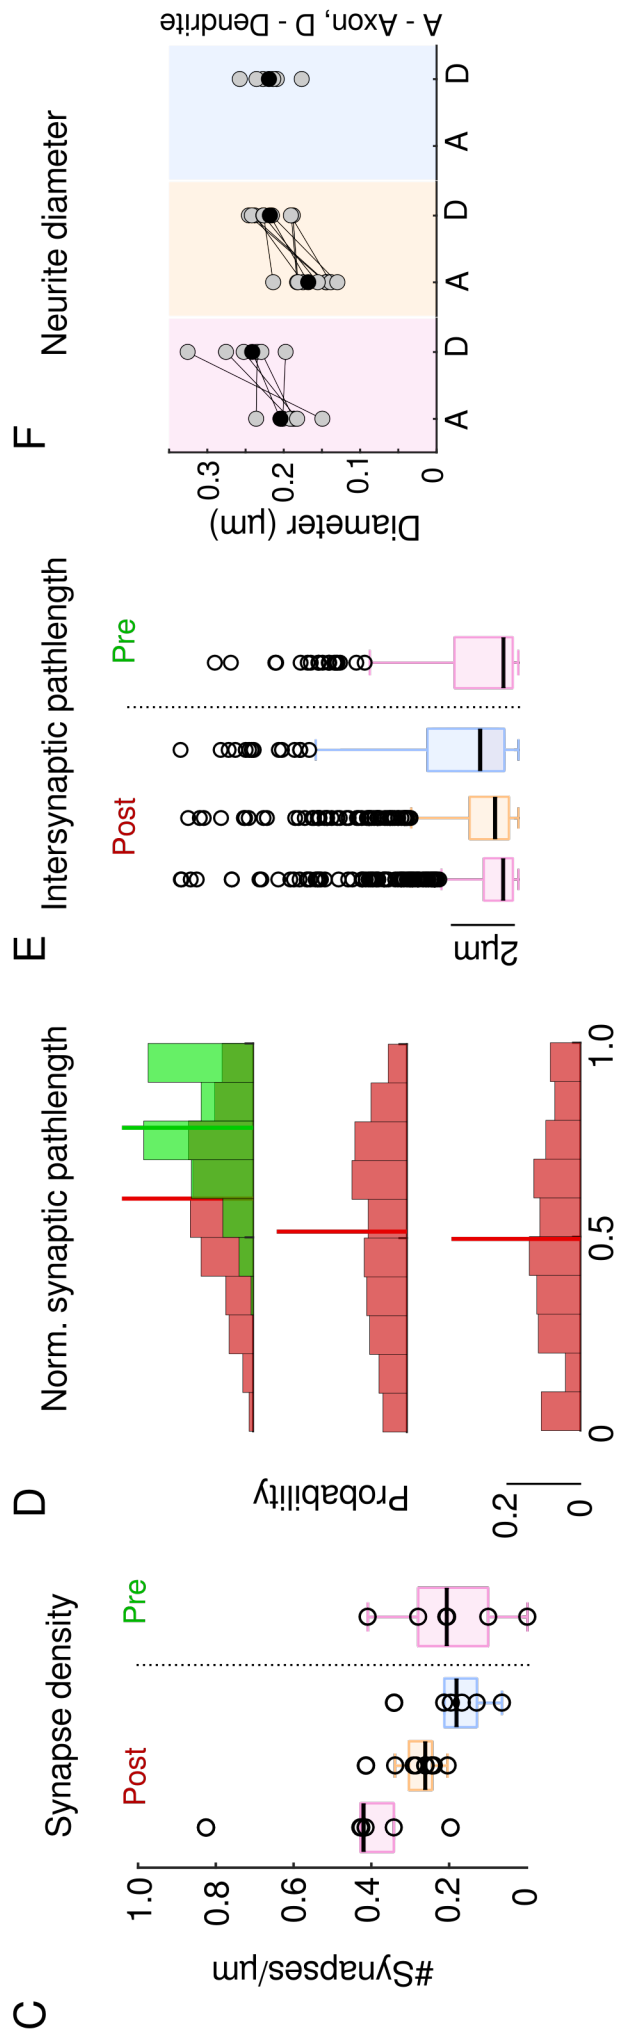 C
Synapse density
Post
Pre
#Synapses/μm
1.0
0.8
0.6
0.4
0.2
0
D
Norm. synaptic pathlength
Probability
0.2
0
0
0.5
1.0
E
Intersynaptic pathlength
Post
Pre
2μm
F
Neurite diameter
Diameter (μm)
0.3
0.2
0.1
0
A D A D A D
A - Axon, D - Dendrite